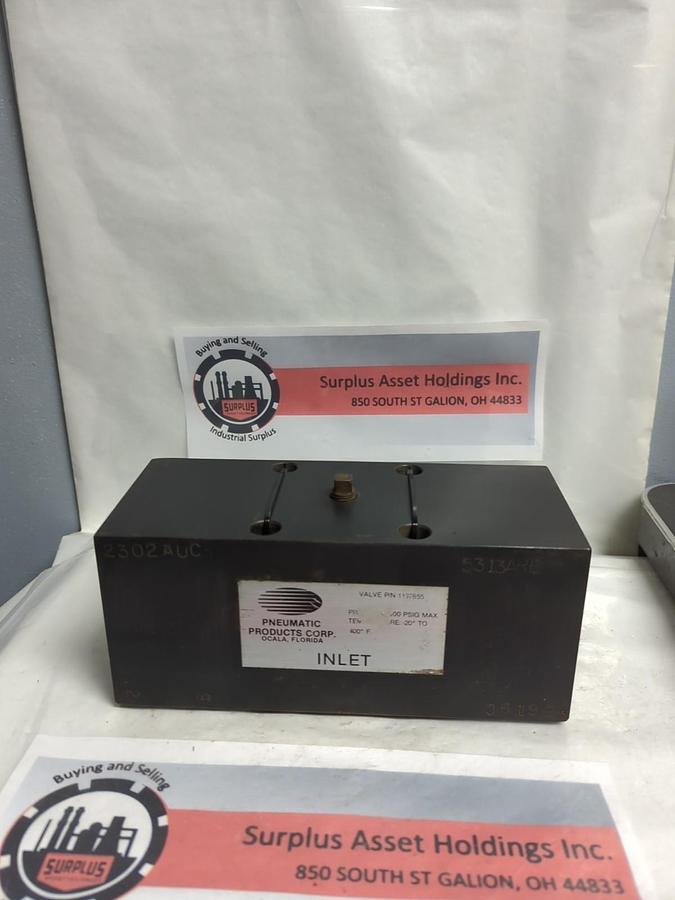 Buying and Selling
SURPLUS
Industrial Surplus
Surplus Asset Holdings Inc.
850 SOUTH ST GALION, OH 44833
2302AUC
PNEUMATIC
PRODUCTS CORP.
OCALA, FLORIDA
VALVE P/N
PSIG MAX
-20° TO
400° F
INLET
Buying and Selling
SURPLUS
Surplus Asset Holdings Inc.
850 SOUTH ST GALION, OH 44833